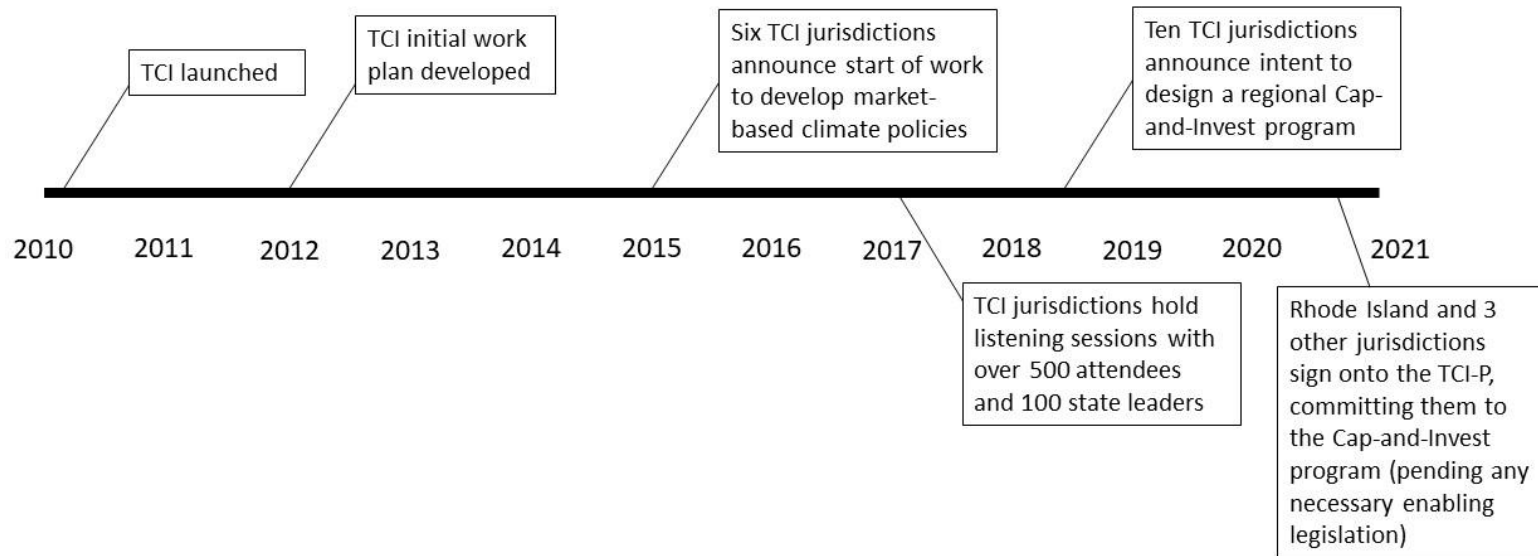 TCI launched
TCI initial work
plan developed
Six TCI jurisdictions
announce start of work
to develop market-
based climate policies
Ten TCI jurisdictions
announce intent to
design a regional Cap-
and-Invest program
2010 2011 2012 2013 2014 2015 2016 2017 2018 2019 2020 2021
TCI jurisdictions hold
listening sessions with
over 500 attendees
and 100 state leaders
Rhode Island and 3
other jurisdictions
sign onto the TCI-P,
committing them to
the Cap-and-Invest
program (pending any
necessary enabling
legislation)